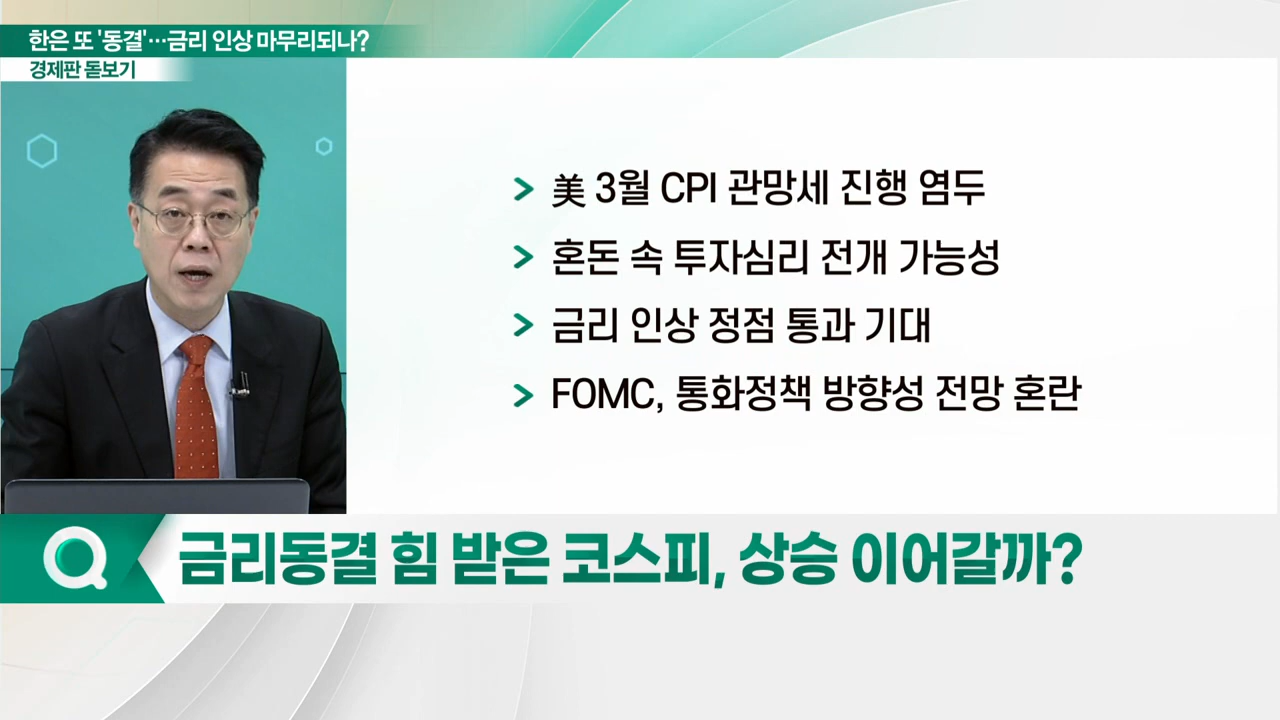 한은 또 '동결'…금리 인상 마무리되나?
경제판 돋보기
> 美 3월 CPI 관망세 진행 염두
> 혼돈 속 투자심리 전개 가능성
> 금리 인상 정점 통과 기대
> FOMC, 통화정책 방향성 전망 혼란
금리동결 힘 받은 코스피, 상승 이어갈까?